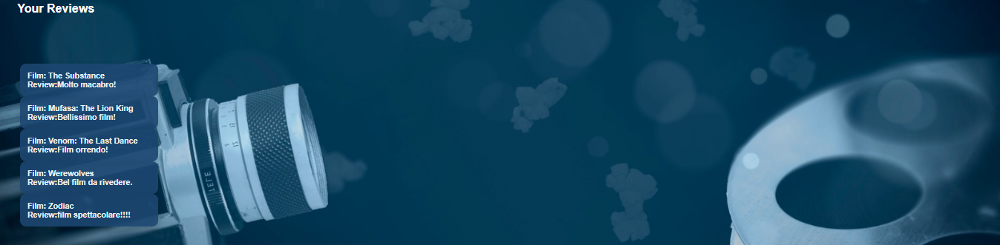 Your Reviews
Film: The Substance
Review:Molto macabro!
Film: Mufasa: The Lion King
Review:Bellissimo film!
Film: Venom: The Last Dance
Review:Film orrendo!
Film: Werewolves
Review:Bel film da rivedere.
Film: Zodiac
Review:film spettacolare!!!!
TELE